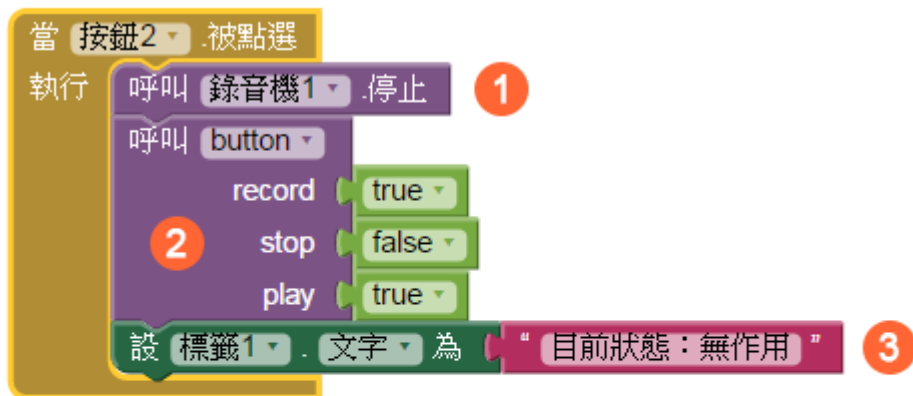 當 按鈕2 .被點選
執行 呼叫 錄音機1 .停止 1
呼叫 button
record true
2 stop false
play true
設 標籤1 . 文字 為 “ 目前狀態：無作用 ” 3